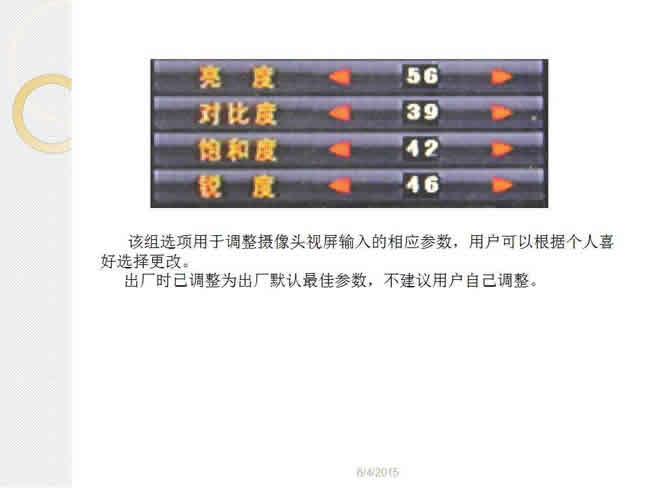 亮 度 56
对比度 39
饱和度 42
锐 度 46
该组选项用于调整摄像头视屏输入的相应参数，用户可以根据个人喜
好选择更改。
出厂时已调整为出厂默认最佳参数，不建议用户自己调整。
6/4/2015